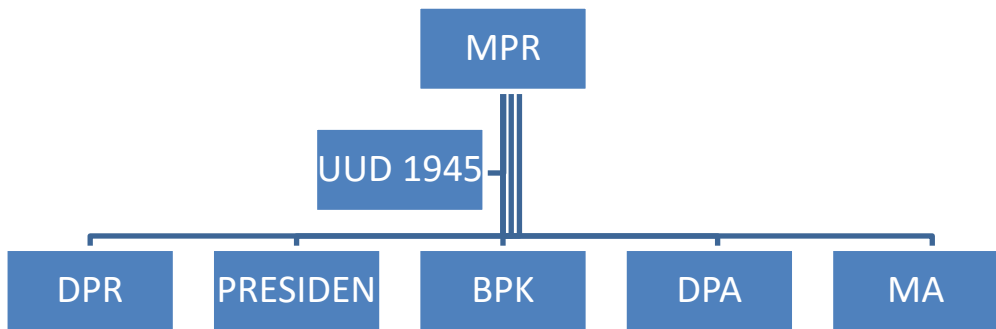 MPR
UUD 1945
DPR
PRESIDEN
BPK
DPA
MA